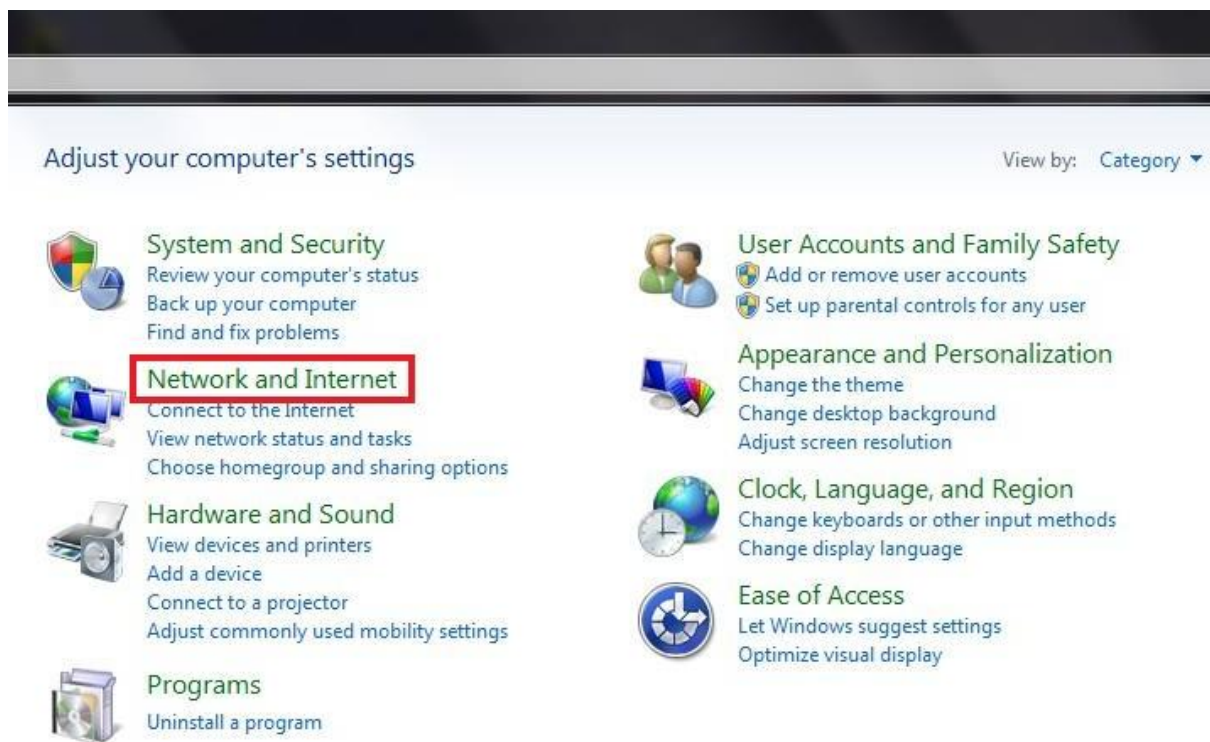 Adjust your computer's settings
View by: Category
System and Security
Review your computer's status
Back up your computer
Find and fix problems
Network and Internet
Connect to the Internet
View network status and tasks
Choose homegroup and sharing options
Hardware and Sound
View devices and printers
Add a device
Connect to a projector
Adjust commonly used mobility settings
Programs
Uninstall a program
User Accounts and Family Safety
Add or remove user accounts
Set up parental controls for any user
Appearance and Personalization
Change the theme
Change desktop background
Adjust screen resolution
Clock, Language, and Region
Change keyboards or other input methods
Change display language
Ease of Access
Let Windows suggest settings
Optimize visual display